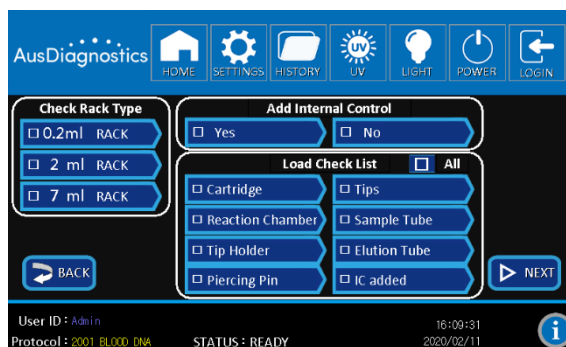 AusDiagnostics
HOME SETTINGS HISTORY UV LIGHT POWER LOGIN
UV
Check Rack Type
0.2ml RACK
2 ml RACK
7 ml RACK
Add Internal Control
Yes No
Load Check List All
Cartridge Tips
Reaction Chamber Sample Tube
Tip Holder Elution Tube
Piercing Pin IC added
BACK
NEXT
User ID : Admin 16:09:31
Protocol : 2001 BLOOD DNA STATUS : READY 2020/02/11
i